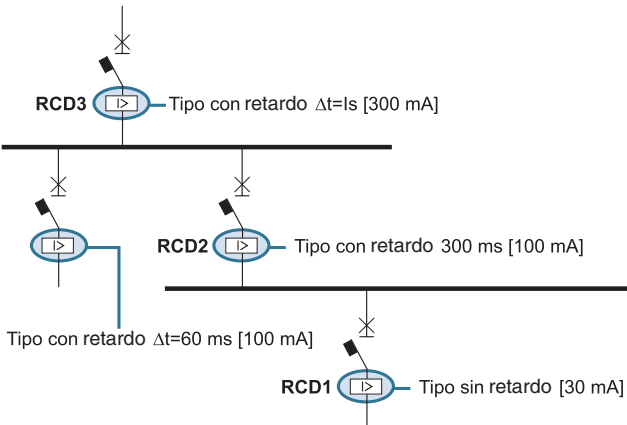 RCD3 Tipo con retardo Δt=Is [300 mA]
I>
I>
RCD2 I> Tipo con retardo 300 ms [100 mA]
Tipo con retardo Δt=60 ms [100 mA]
RCD1 I> Tipo sin retardo [30 mA]